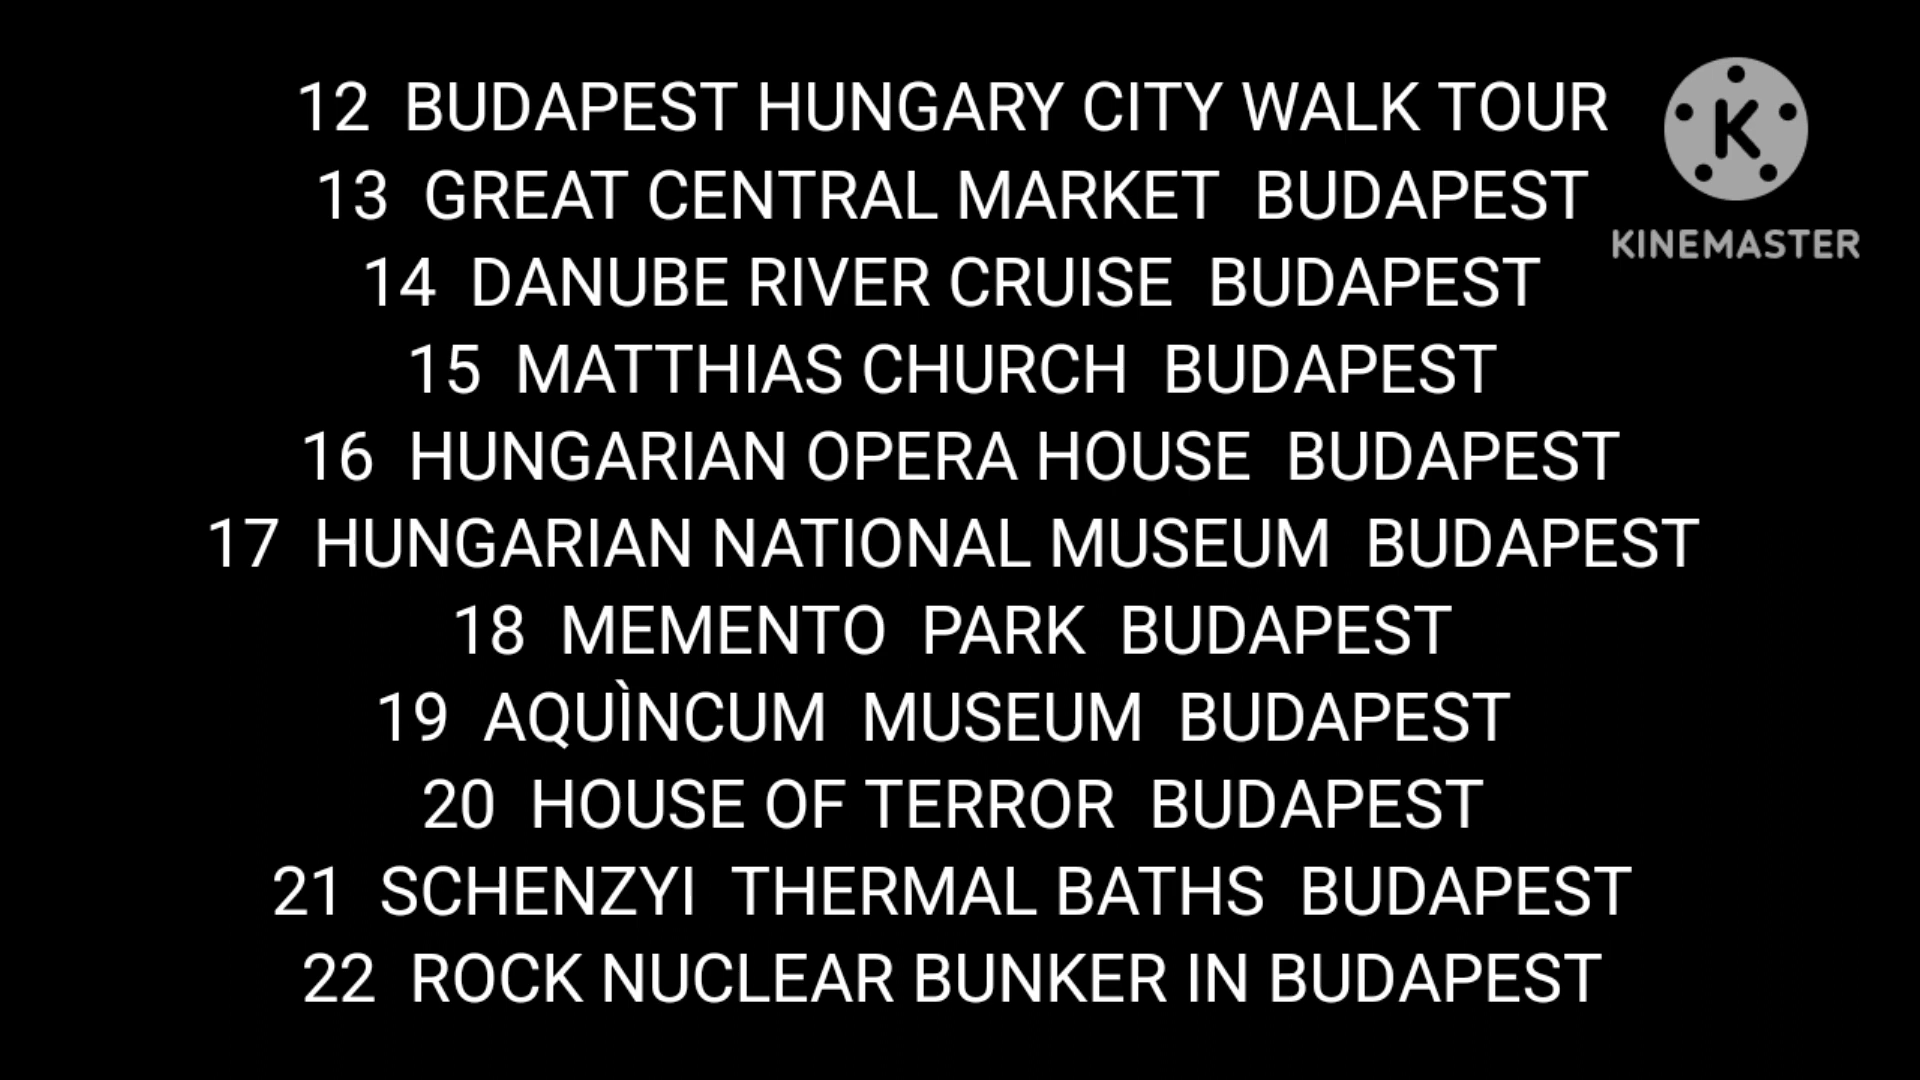 12 BUDAPEST HUNGARY CITY WALK TOUR
13 GREAT CENTRAL MARKET BUDAPEST
14 DANUBE RIVER CRUISE BUDAPEST
15 MATTHIAS CHURCH BUDAPEST
16 HUNGARIAN OPERA HOUSE BUDAPEST
17 HUNGARIAN NATIONAL MUSEUM BUDAPEST
18 MEMENTO PARK BUDAPEST
19 AQUÌNCUM MUSEUM BUDAPEST
20 HOUSE OF TERROR BUDAPEST
21 SCHENZYI THERMAL BATHS BUDAPEST
22 ROCK NUCLEAR BUNKER IN BUDAPEST
K
KINEMASTER